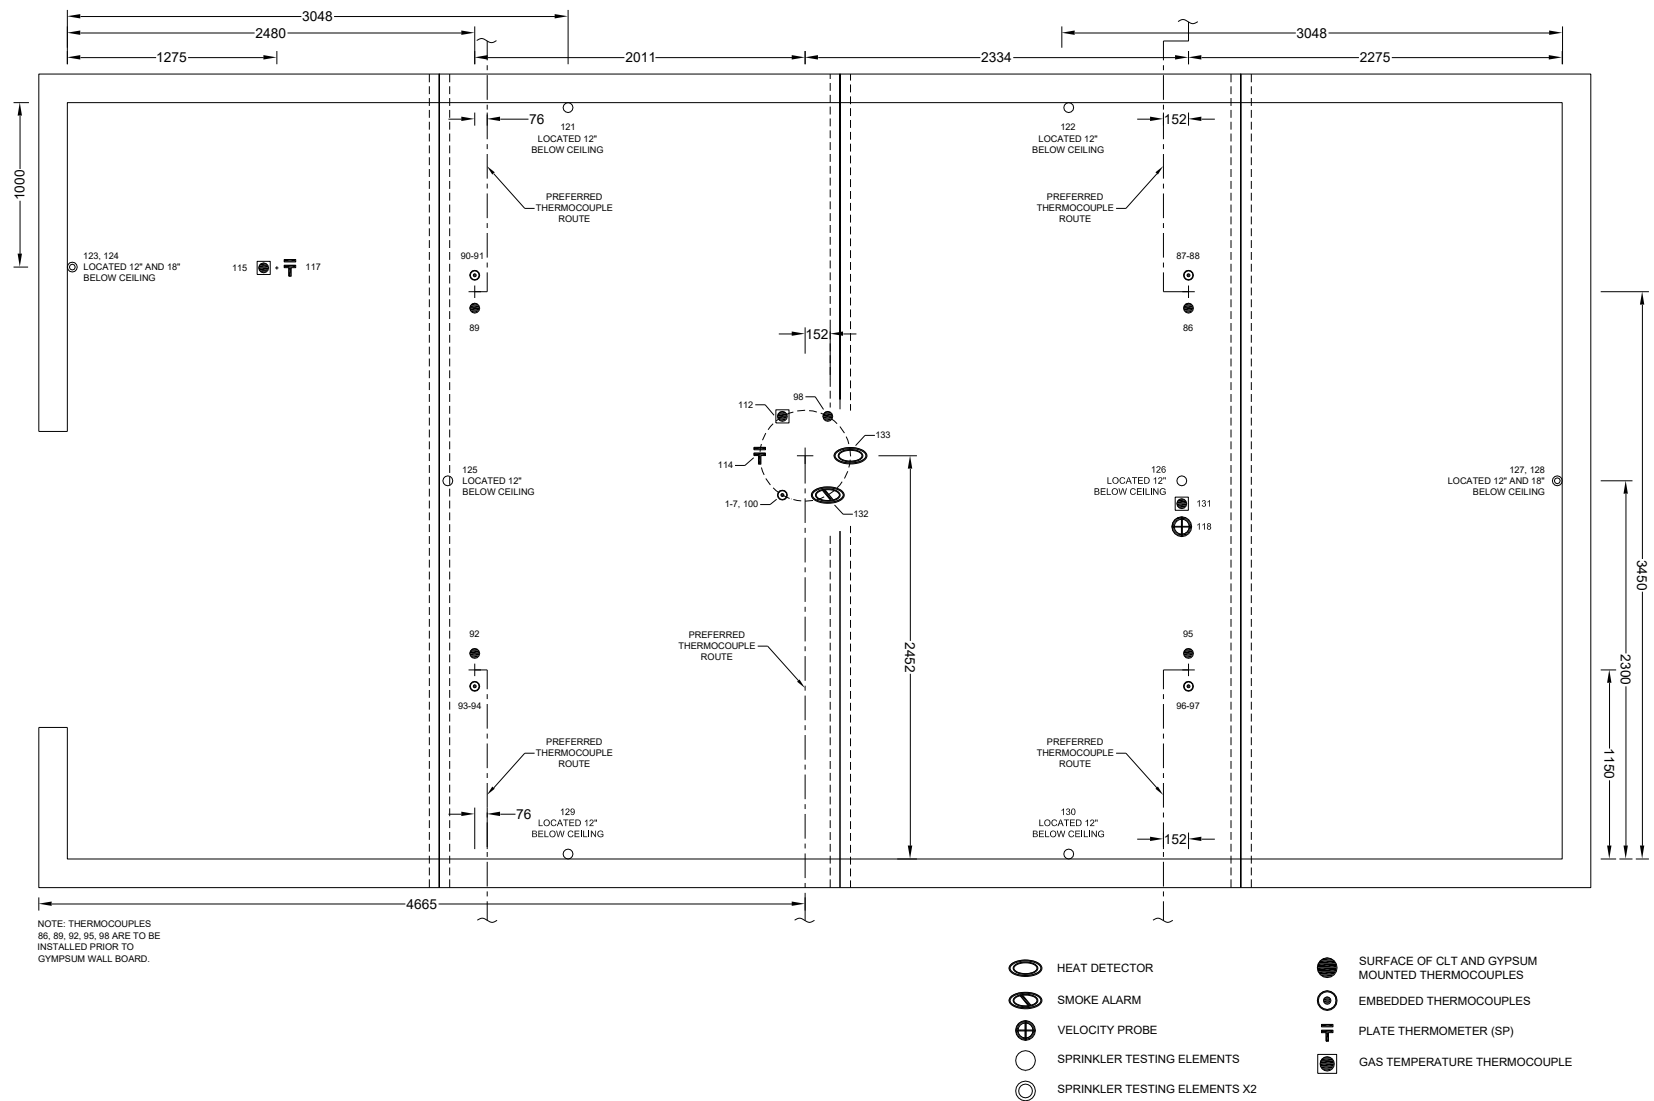 3048
2480
3048
1275
2011
2334
2275
76
152
121
LOCATED 12"
BELOW CEILING
122
LOCATED 12"
BELOW CEILING
1000
PREFERRED
THERMOCOUPLE
ROUTE
PREFERRED
THERMOCOUPLE
ROUTE
123, 124
LOCATED 12" AND 18"
BELOW CEILING
115
117
90-91
89
87-88
86
152
112
98
133
114
1-7, 100
132
125
LOCATED 12"
BELOW CEILING
126
LOCATED 12"
BELOW CEILING
127, 128
LOCATED 12" AND 18"
BELOW CEILING
131
118
3450
2300
1150
2452
92
93-94
PREFERRED
THERMOCOUPLE
ROUTE
95
96-97
PREFERRED
THERMOCOUPLE
ROUTE
PREFERRED
THERMOCOUPLE
ROUTE
76
129
LOCATED 12"
BELOW CEILING
130
LOCATED 12"
BELOW CEILING
152
4665
NOTE: THERMOCOUPLES
86, 89, 92, 95, 98 ARE TO BE
INSTALLED PRIOR TO
GYMPSUM WALL BOARD.
HEAT DETECTOR
SMOKE ALARM
VELOCITY PROBE
SPRINKLER TESTING ELEMENTS
SPRINKLER TESTING ELEMENTS X2
SURFACE OF CLT AND GYPSUM
MOUNTED THERMOCOUPLES
EMBEDDED THERMOCOUPLES
PLATE THERMOMETER (SP)
GAS TEMPERATURE THERMOCOUPLE